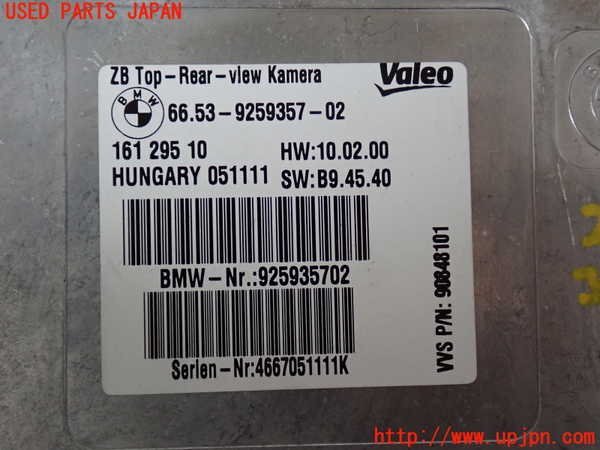 USED PARTS JAPAN
ZB Top-Rear-view Kamera
Valeo
BMW
66.53-9259357-02
161 295 10 HW:10.02.00
HUNGARY 051111 SW:B9.45.40
BMW-Nr.:925935702
Serien-Nr:4667051111K
VVS P/N: 90848101
2
3
http://www.upjpn.com/